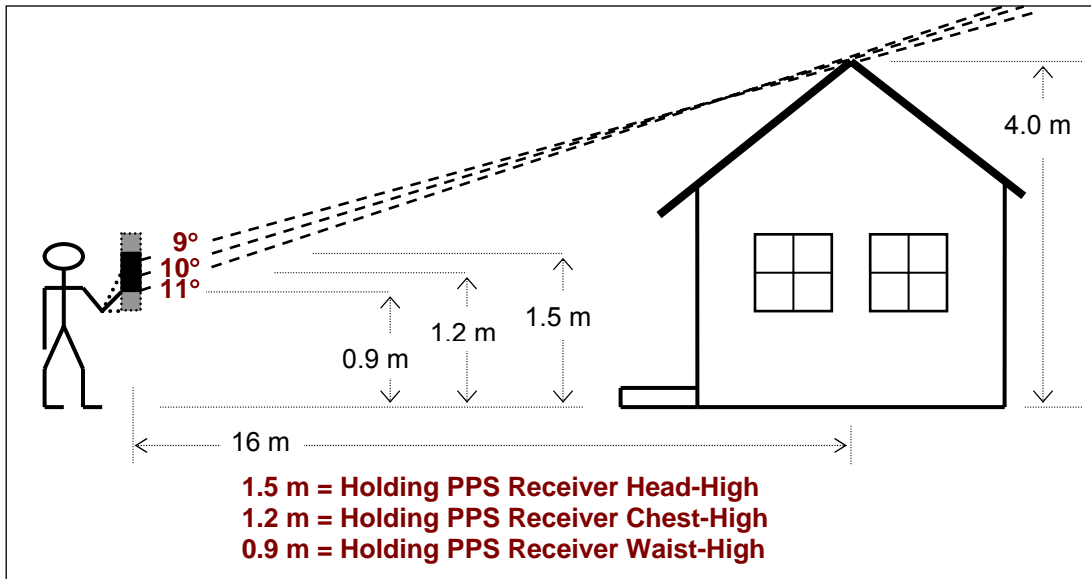 4.0 m
9°
10°
11°
1.5 m
1.2 m
0.9 m
16 m
1.5 m = Holding PPS Receiver Head-High
1.2 m = Holding PPS Receiver Chest-High
0.9 m = Holding PPS Receiver Waist-High